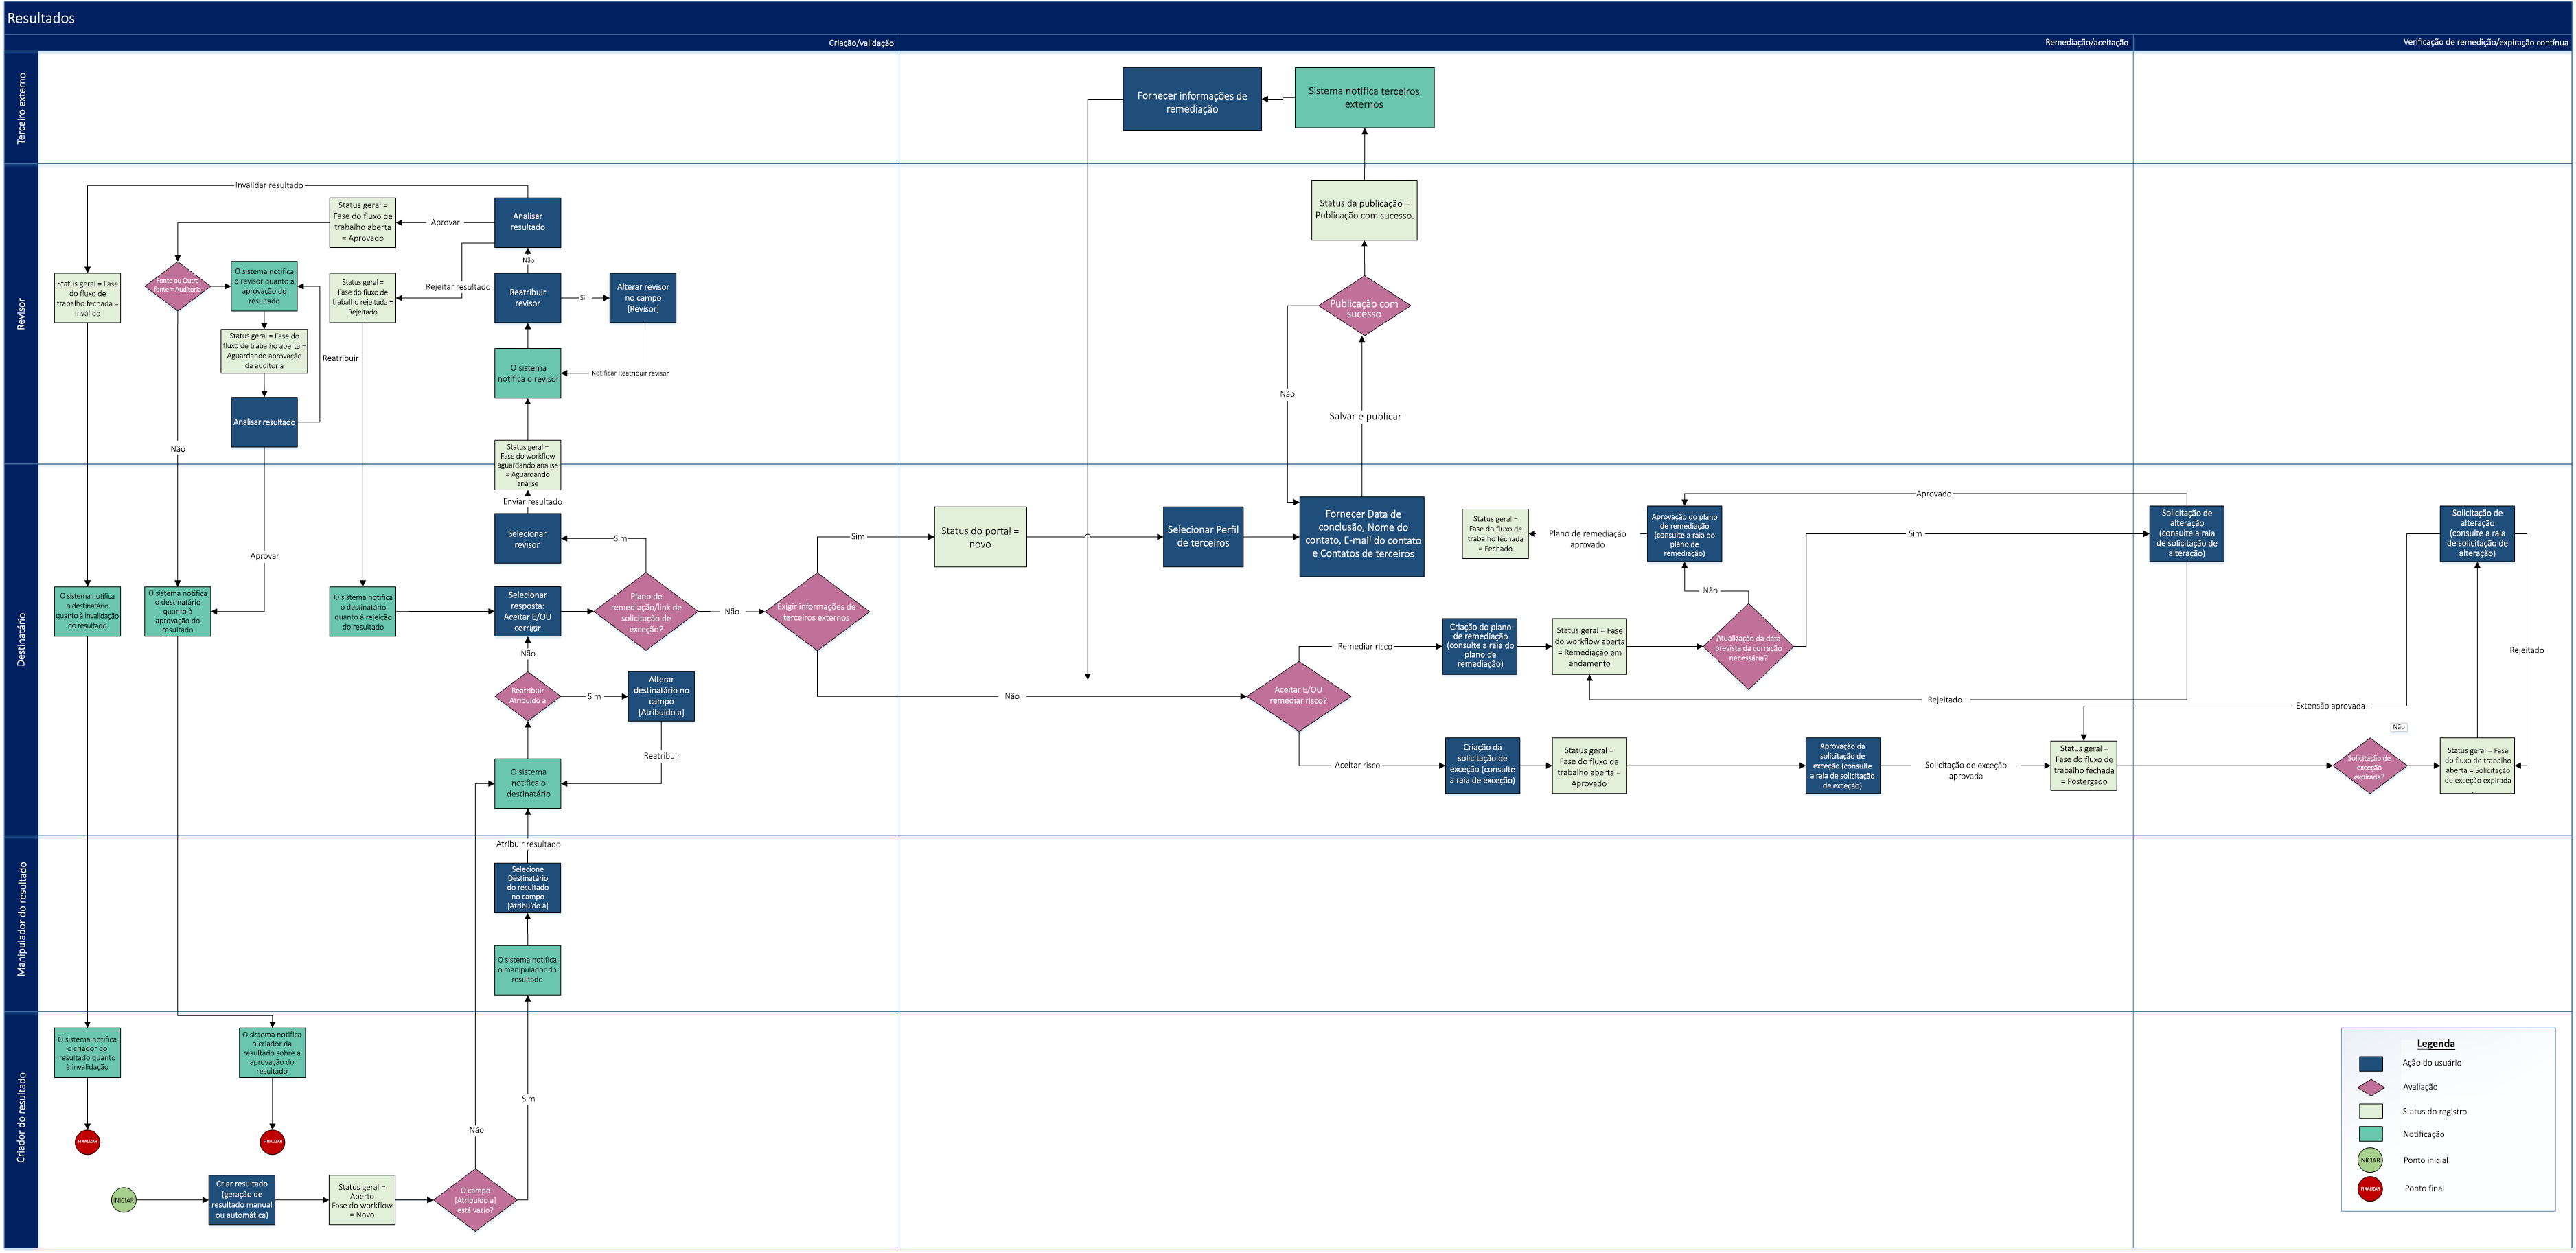 Resultados
Criação/validação
Remediação/aceitação
Verificação de remedição/expiração contínua
Terceiro externo
Fornecer informações de
remediação
Sistema notifica terceiros
externos
Revisor
Invalidar resultado
Status geral =
Fase do fluxo de
trabalho aberta
= Aprovado
Aprovar
Analisar
resultado
Status da publicação =
Publicação com sucesso.
Não
Status geral = Fase
do fluxo de
trabalho fechada =
Inválido
Fonte ou Outra
fonte = Auditoria
O sistema notifica
o revisor quanto à
aprovação do
resultado
Status geral =
Fase do fluxo de
trabalho rejeitada =
Rejeitado
Rejeitar resultado
Reatribuir
revisor
Sim
Alterar revisor
no campo
[Revisor]
Publicação com
sucesso
Status geral = Fase do
fluxo de trabalho aberta =
Aguardando aprovação
da auditoria
Reatribuir
O sistema
notifica o revisor
Notificar Reatribuir revisor
Não
Analisar resultado
Salvar e publicar
Não
Status geral =
Fase do workflow
aguardando análise
= Aguardando
análise
Destinatário
Enviar resultado
Selecionar
revisor
Sim
Sim
Status do portal =
novo
Selecionar Perfil
de terceiros
Fornecer Data de
conclusão, Nome do
contato, E-mail do contato
e Contatos de terceiros
Status geral =
Fase do fluxo de
trabalho fechada
= Fechado
Plano de remediação
aprovado
Aprovação do plano
de remediação
(consulte a raia do
plano de
remediação)
Aprovado
Sim
Solicitação de
alteração
(consulte a raia
de solicitação de
alteração)
Solicitação de
alteração
(consulte a raia
de solicitação de
alteração)
Aprovar
O sistema notifica
o destinatário
quanto à invalidação
do resultado
O sistema notifica
o destinatário
quanto à
aprovação do
resultado
O sistema notifica
o destinatário
quanto à rejeição
do resultado
Selecionar
resposta:
Aceitar E/OU
corrigir
Plano de
remediação/link de
solicitação de
exceção?
Não
Exigir informações de
terceiros externos
Não
Não
Reatribuir
Atribuído a
Sim
Alterar
destinatário no
campo
[Atribuído a]
Não
Aceitar E/OU
remediar risco?
Remediar risco
Criação do plano
de remediação
(consulte a raia do
plano de
remediação)
Status geral = Fase
do workflow aberta
= Remediação em
andamento
Atualização da data
prevista da correção
necessária?
Rejeitado
Rejeitado
Extensão aprovada
Não
Reatribuir
O sistema
notifica o
destinatário
Aceitar risco
Criação da
solicitação de
exceção (consulte
a raia de exceção)
Status geral =
Fase do fluxo de
trabalho aberta =
Aprovado
Aprovação da
solicitação de
exceção (consulte
a raia de solicitação
de exceção)
Solicitação de exceção
aprovada
Status geral =
Fase do fluxo de
trabalho fechada
= Postergado
Solicitação de
exceção
expirada?
Status geral = Fase
do fluxo de trabalho
aberta = Solicitação
de exceção expirada
.
Manipulador do resultado
Atribuir resultado
Selecione
Destinatário
do resultado
no campo
[Atribuído a]
O sistema notifica
o manipulador do
resultado
Criador do resultado
O sistema notifica
o criador do
resultado quanto
à invalidação
O sistema notifica
o criador da
resultado sobre a
aprovação do
resultado
Sim
Não
FINALIZAR
FINALIZAR
INICIAR
Criar resultado
(geração de
resultado manual
ou automática)
Status geral =
Aberto
Fase do workflow
= Novo
O campo
[Atribuído a]
está vazio?
Legenda
Ação do usuário
Avaliação
Status do registro
Notificação
INICIAR
Ponto inicial
FINALIZAR
Ponto final